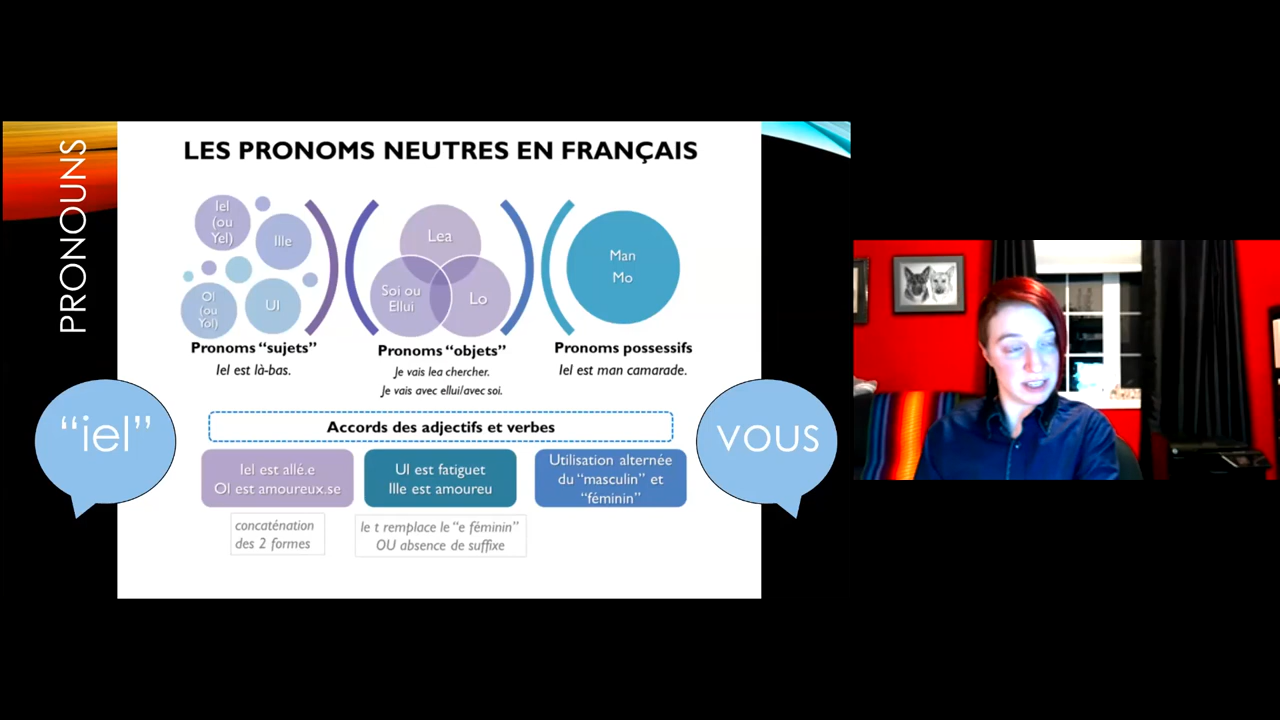 PRONOUNS
LES PRONOMS NEUTRES EN FRANÇAIS
Iel
(ou
Yel)
Ille
Ol
(ou
Yol)
Ul
Lea
Soi ou
Ellui
Lo
Man
Mo
Pronoms “sujets”
Iel est là-bas.
Pronoms “objets”
Je vais lea chercher.
Je vais avec ellui/avec soi.
Pronoms possessifs
Iel est man camarade.
“iel”
vous
Accords des adjectifs et verbes
Iel est allé.e
Ol est amoureux.se
Ul est fatiguet
Ille est amoureu
Utilisation alternée
du “masculin” et
“féminin”
concaténation
des 2 formes
le t remplace le “e féminin”
OU absence de suffixe